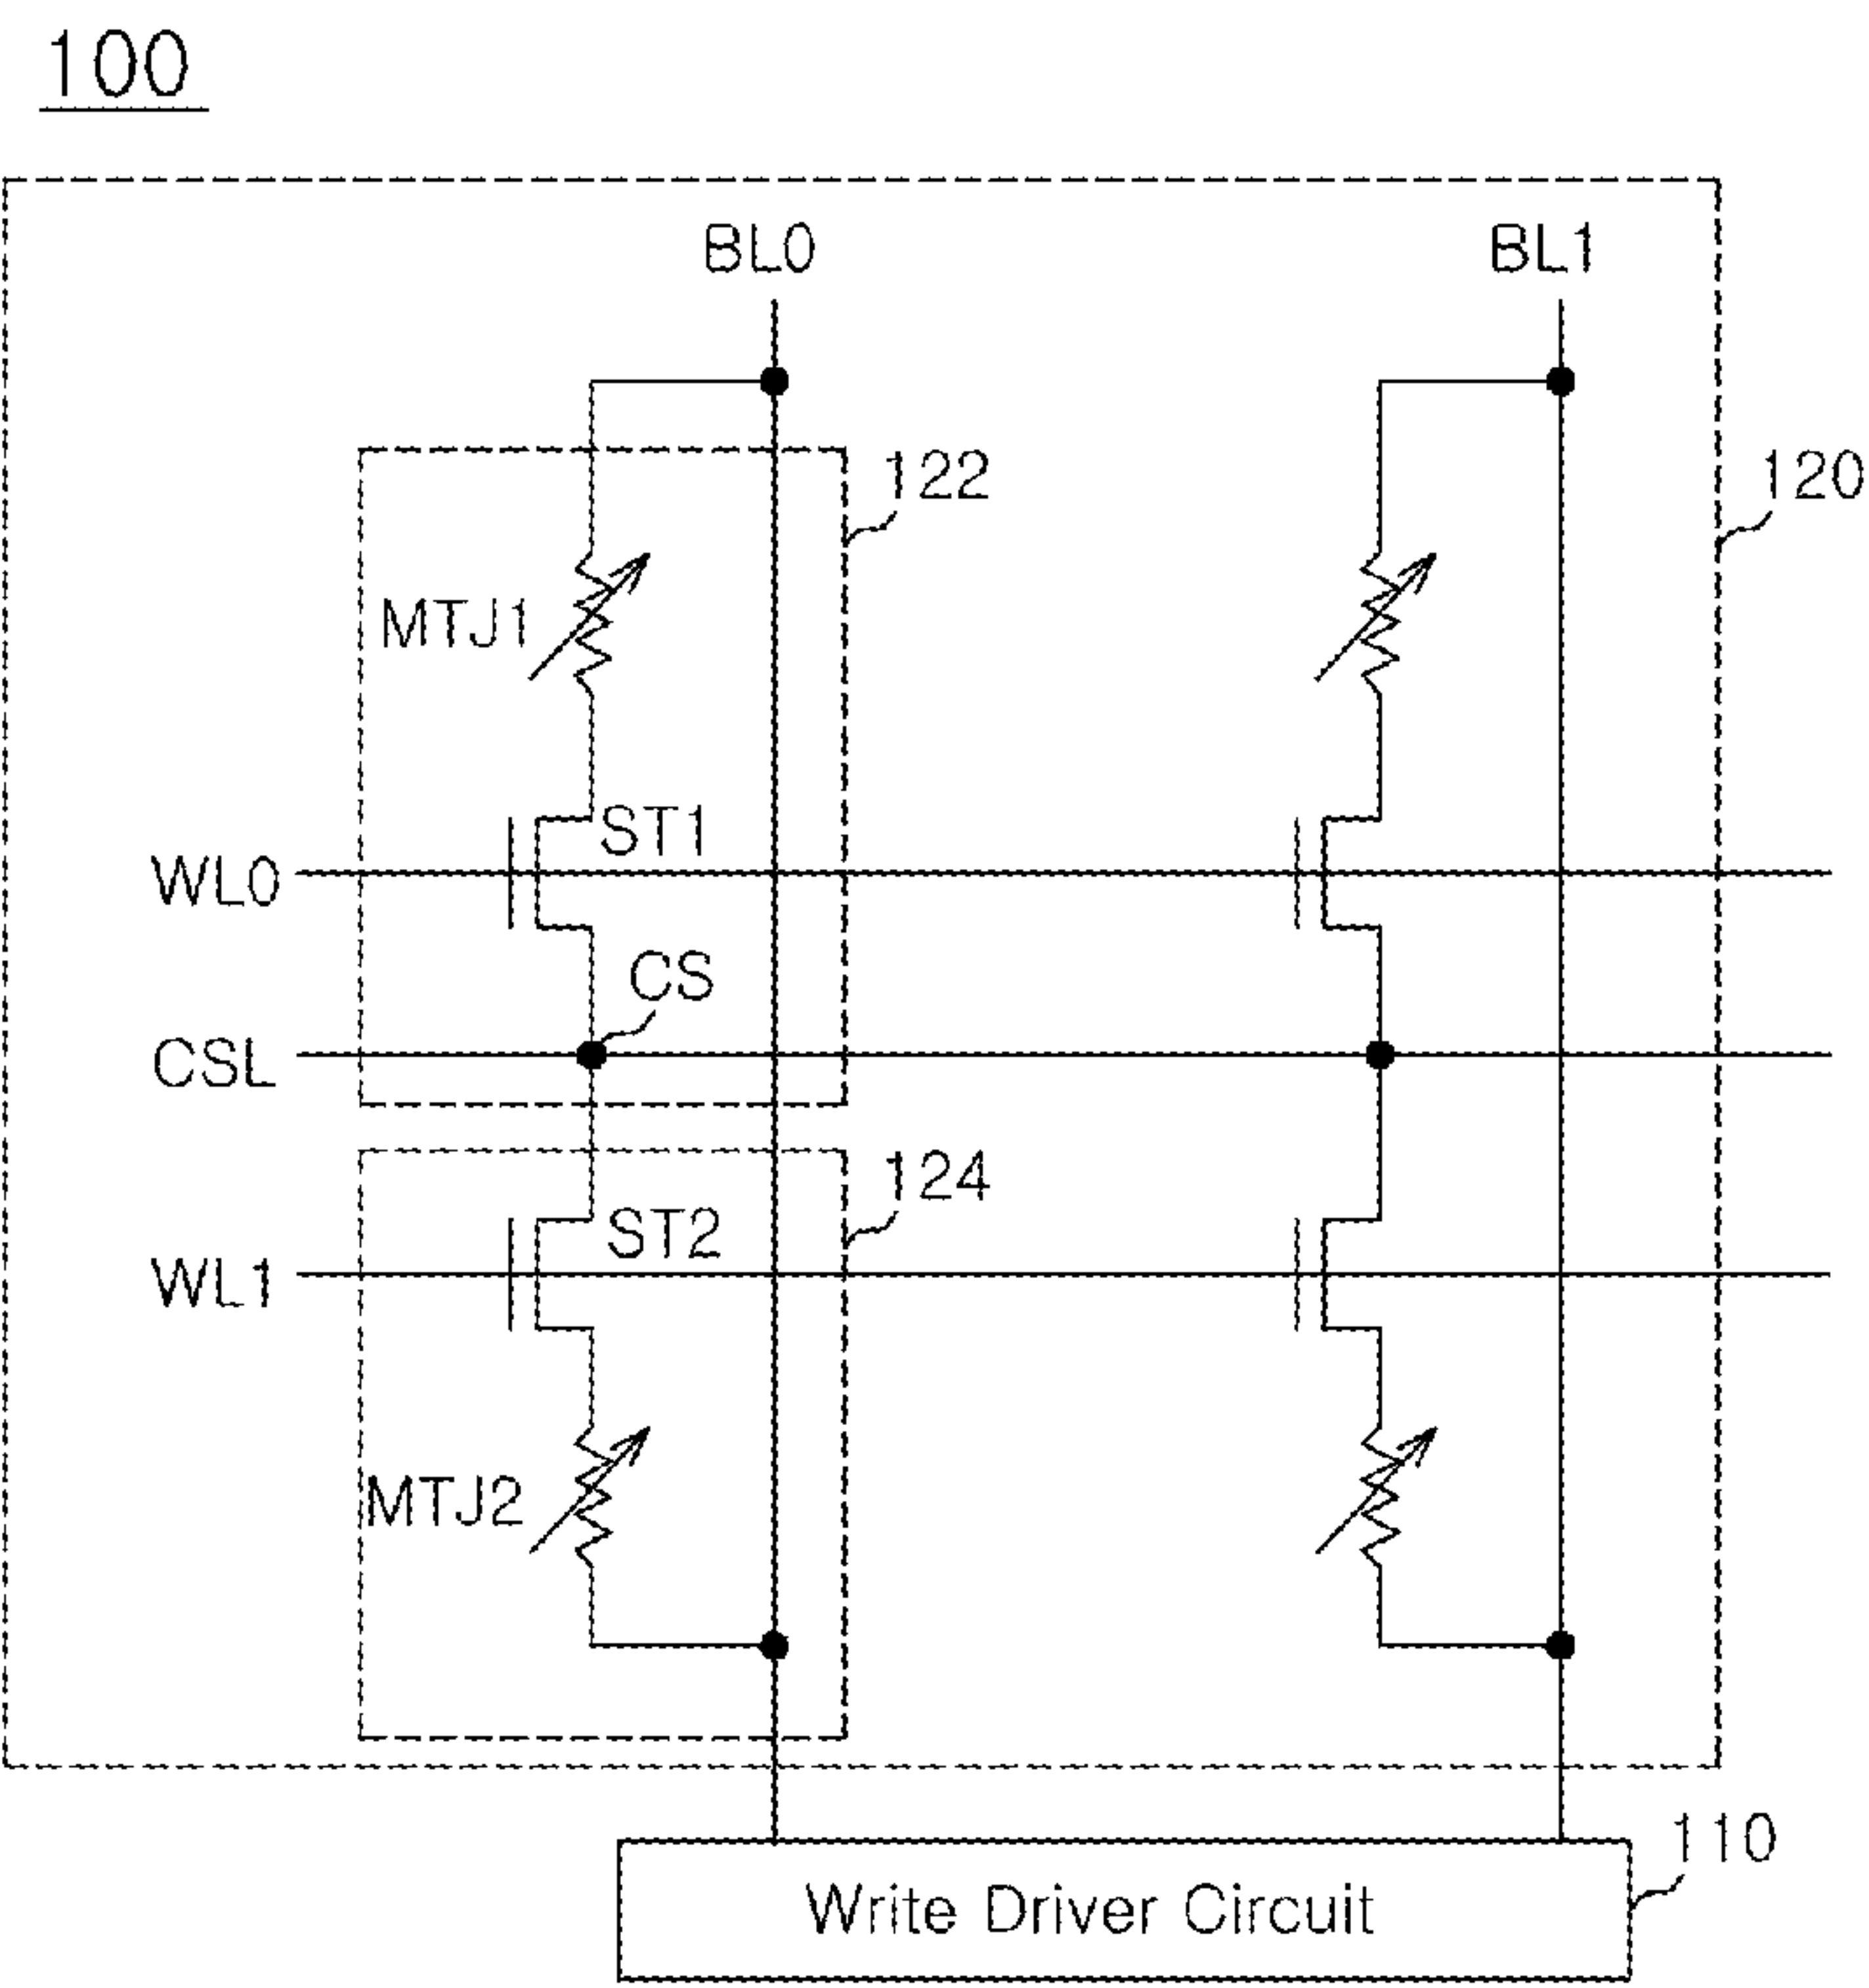 100
BL0 BL1
122 120
MTJ1
ST1
WL0
CS
CSL
124
ST2
WL1
MTJ2
110
Write Driver Circuit